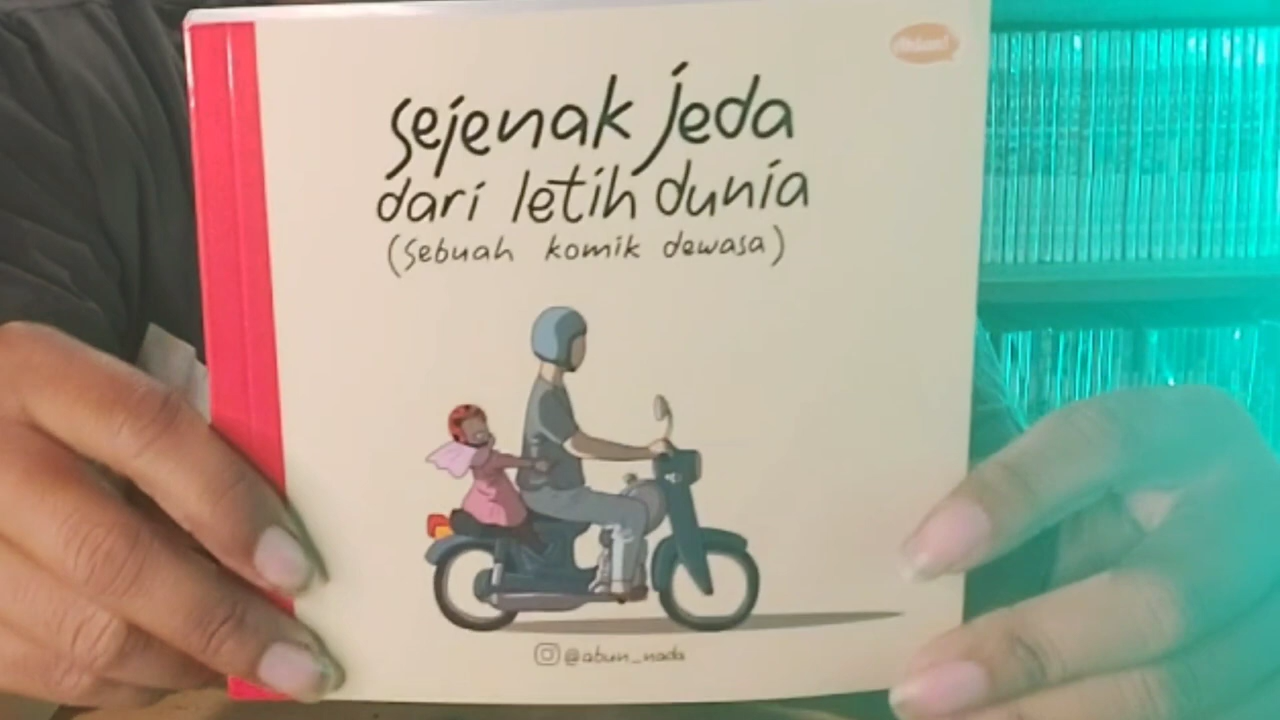 sejenak jeda
dari letih dunia
(sebuah komik dewasa)
@abun_nada